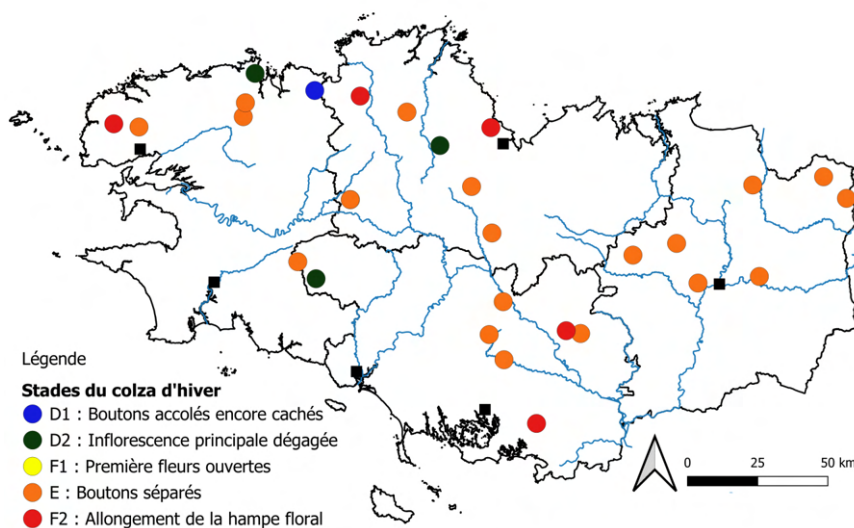 Légende
Stades du colza d'hiver
D1 : Boutons accolés encore cachés
D2 : Inflorescence principale dégagée
F1 : Première fleurs ouvertes
E : Boutons séparés
F2 : Allongement de la hampe floral
0 25 50 km